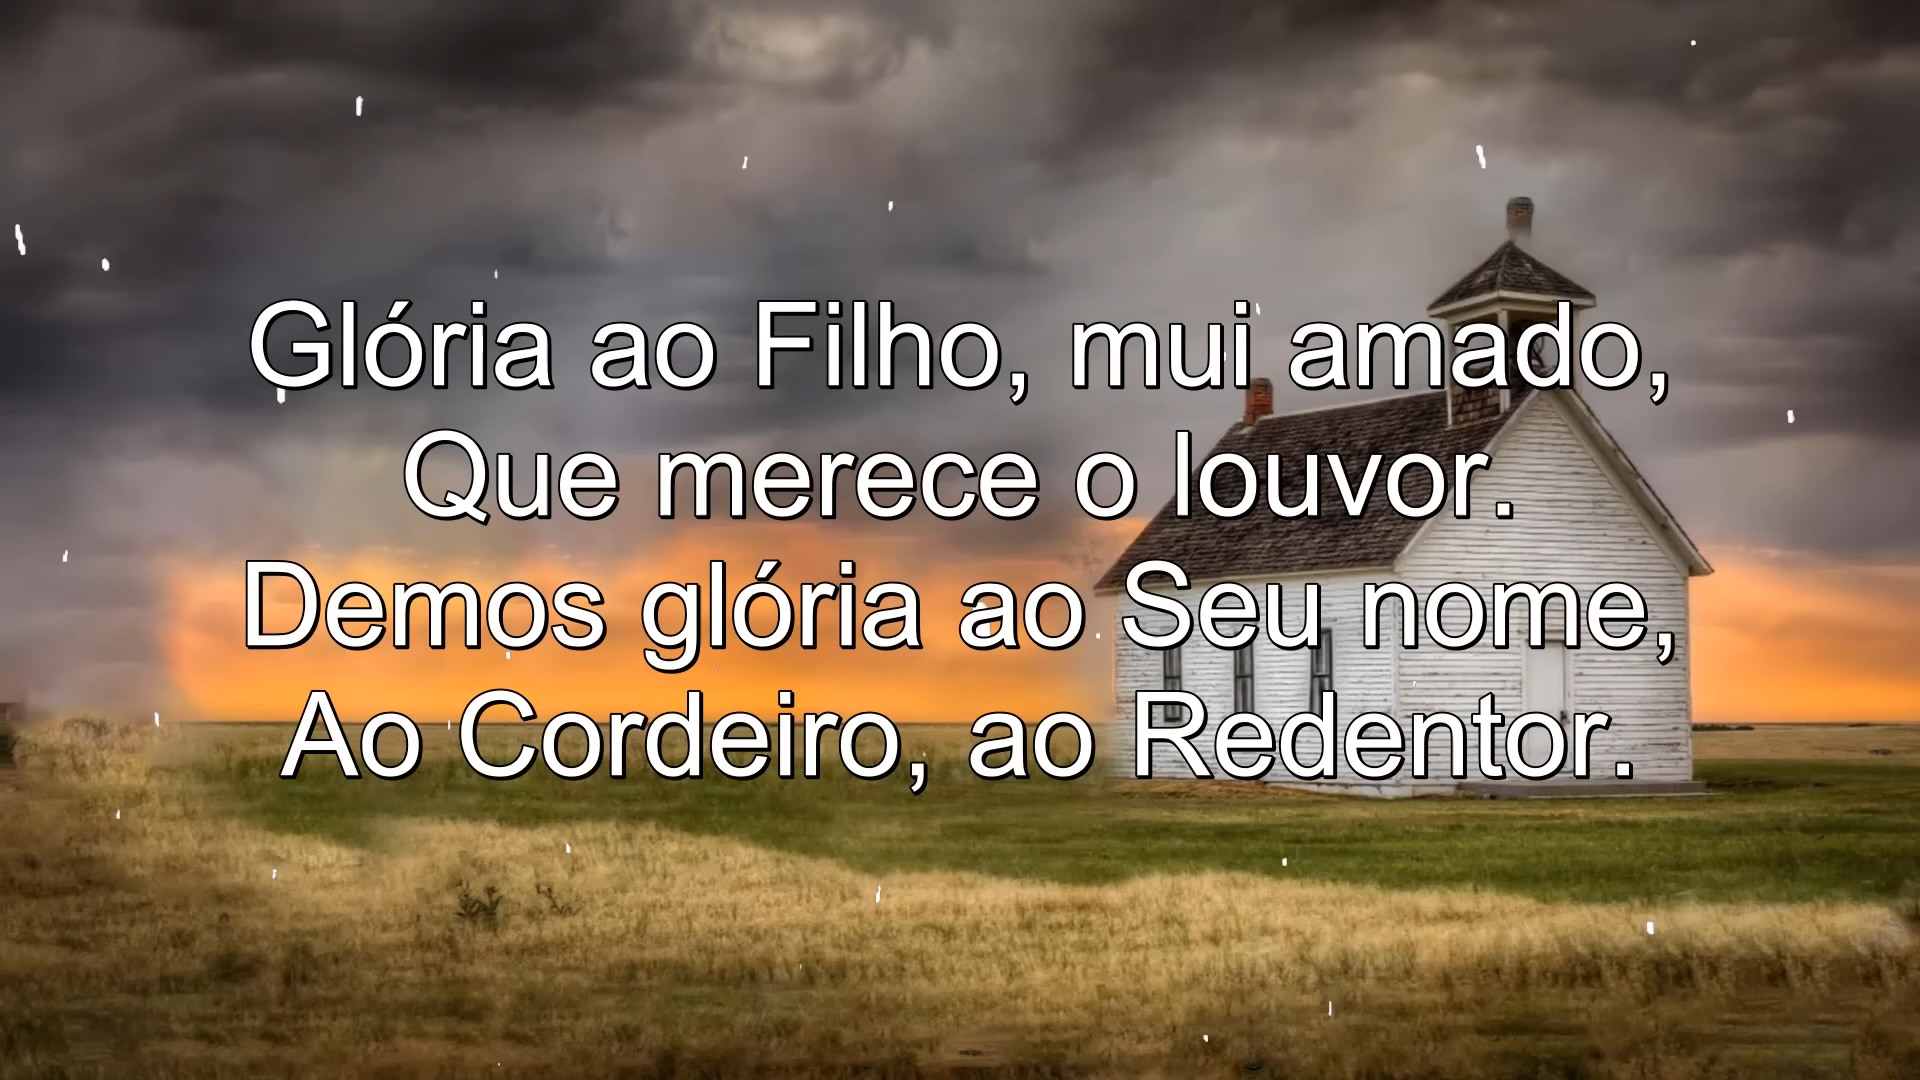 Glória ao Filho, mui amado,
Que merece o louvor.
Demos glória ao Seu nome,
Ao Cordeiro, ao Redentor.